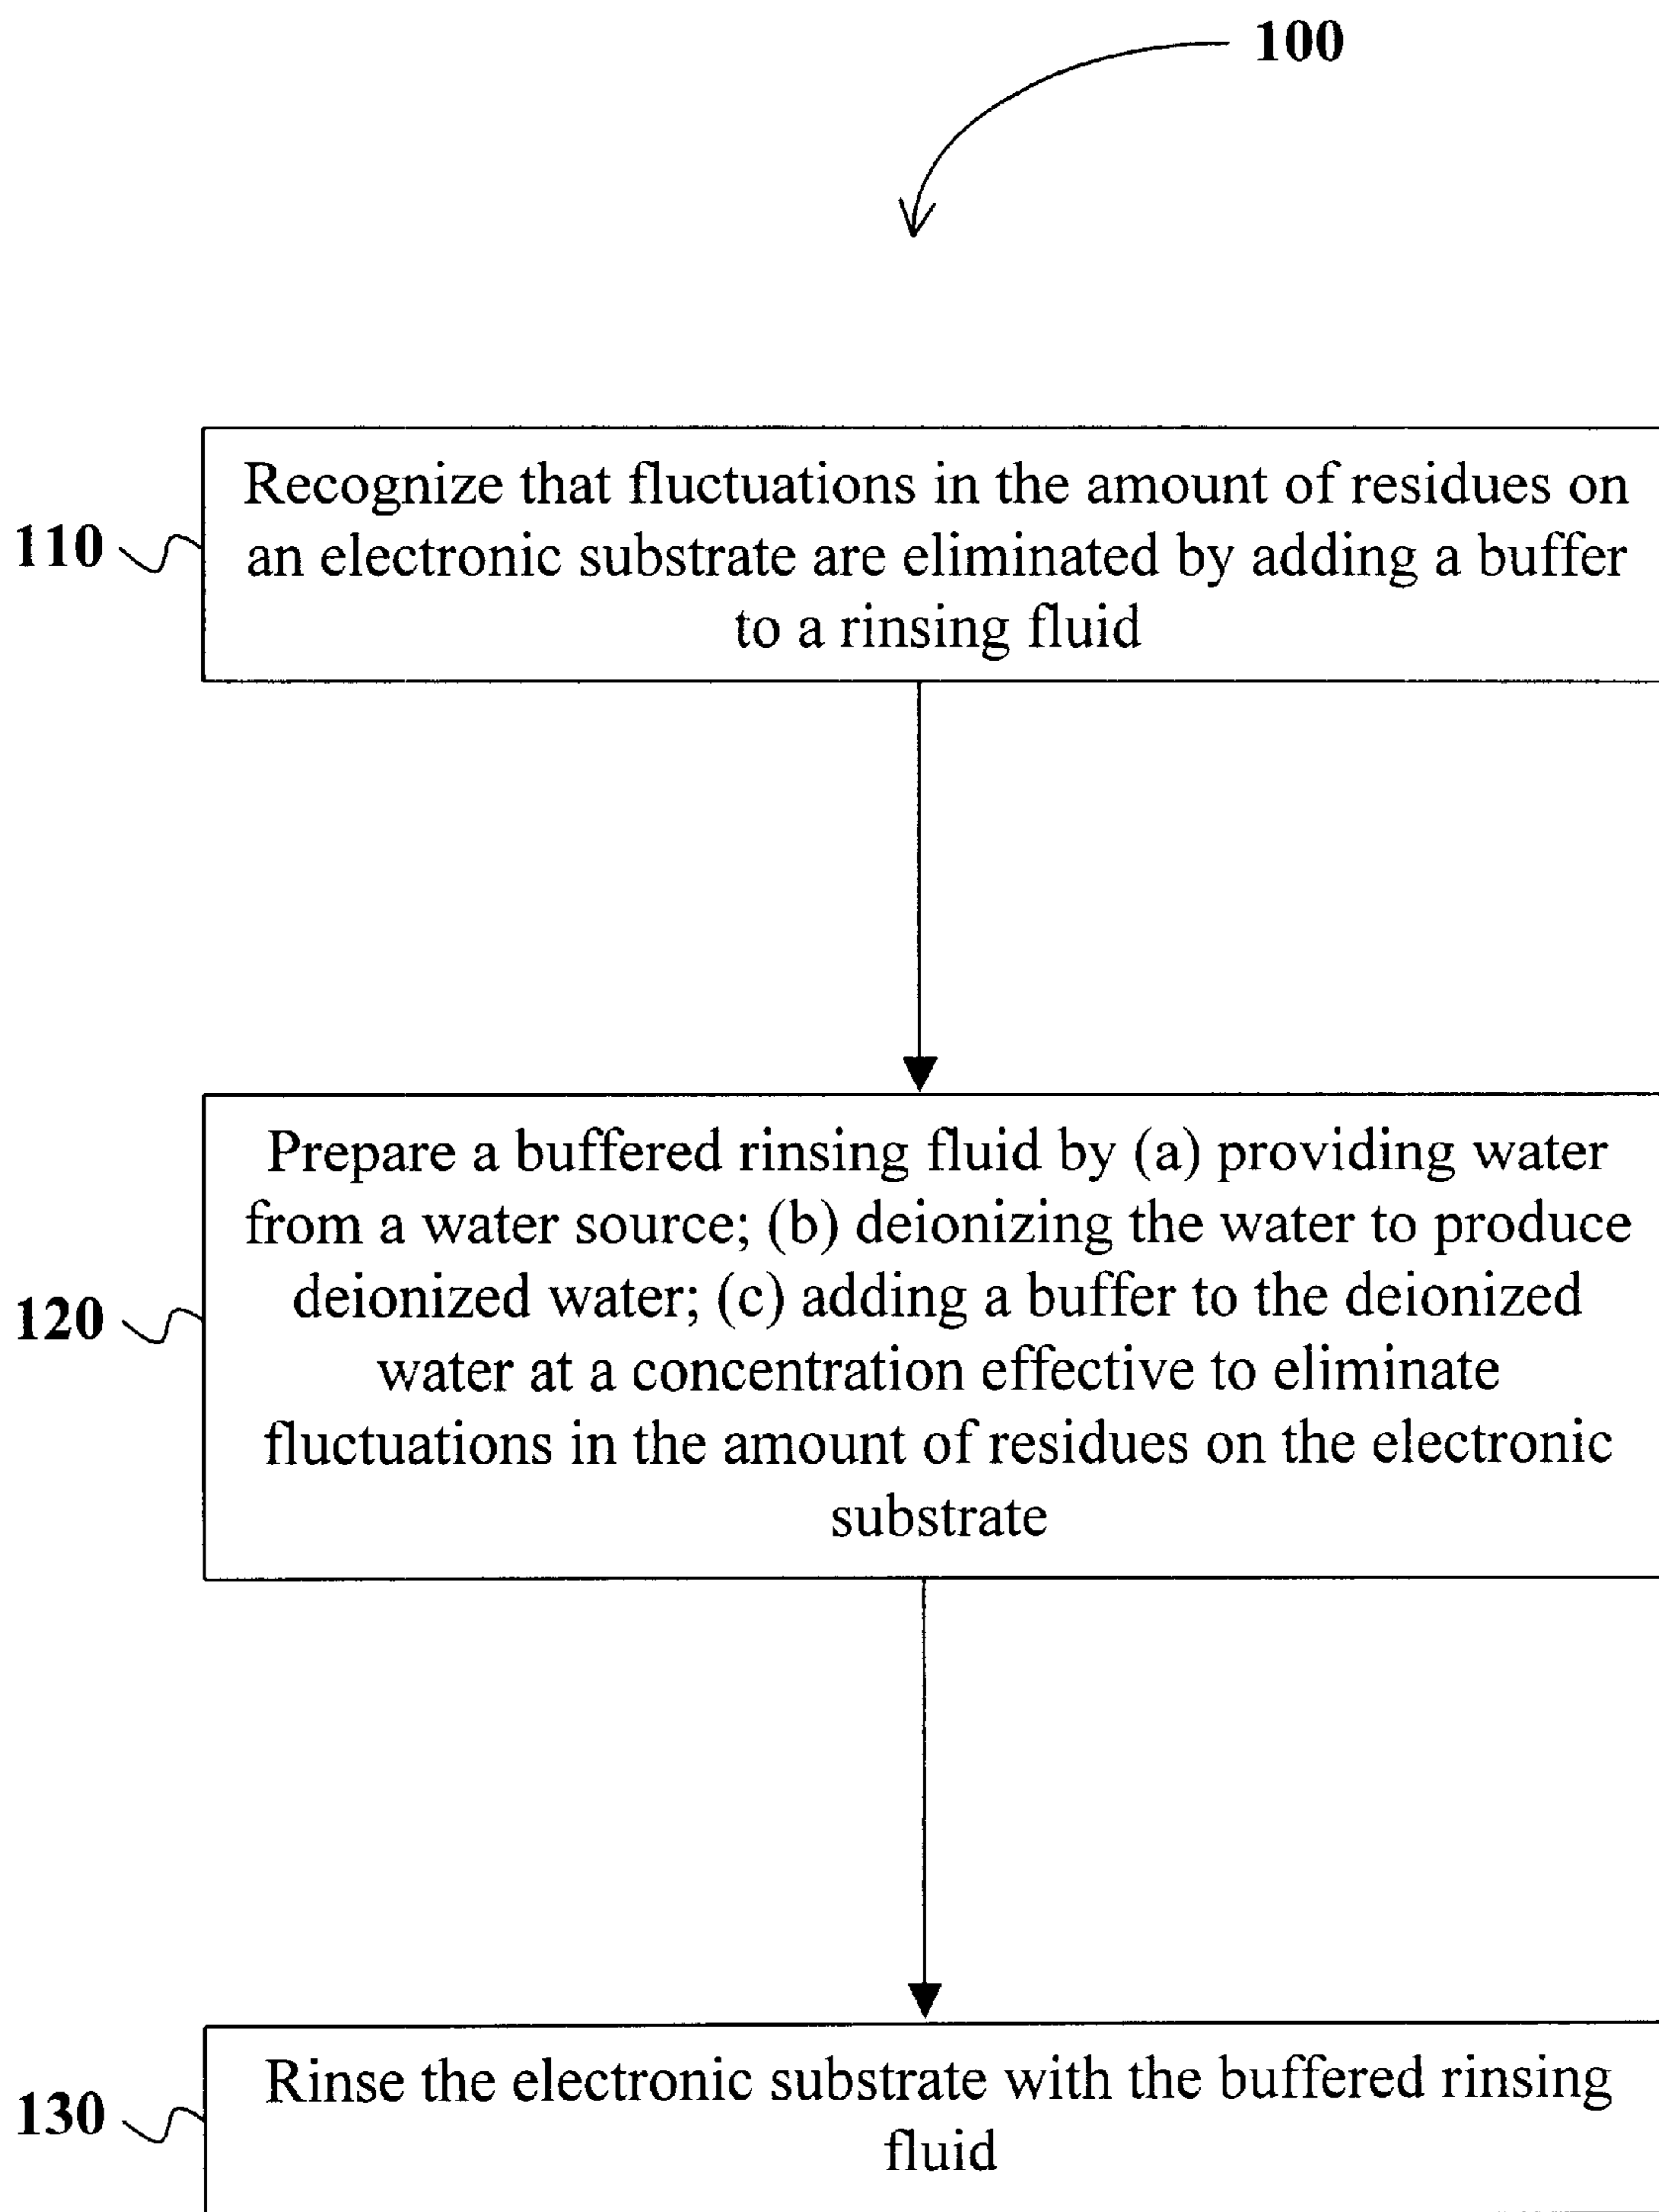 100
Recognize that fluctuations in the amount of residues on
an electronic substrate are eliminated by adding a buffer
to a rinsing fluid
110
Prepare a buffered rinsing fluid by (a) providing water
from a water source; (b) deionizing the water to produce
deionized water; (c) adding a buffer to the deionized
water at a concentration effective to eliminate
fluctuations in the amount of residues on the electronic
substrate
120
Rinse the electronic substrate with the buffered rinsing
fluid
130